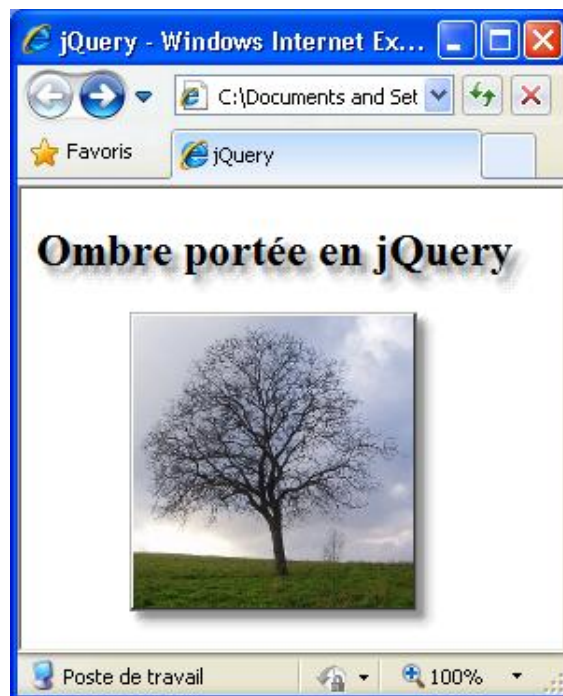 jQuery - Windows Internet Ex...
C:\Documents and Set
Favoris
jQuery
Ombre portée en jQuery
Poste de travail
100%